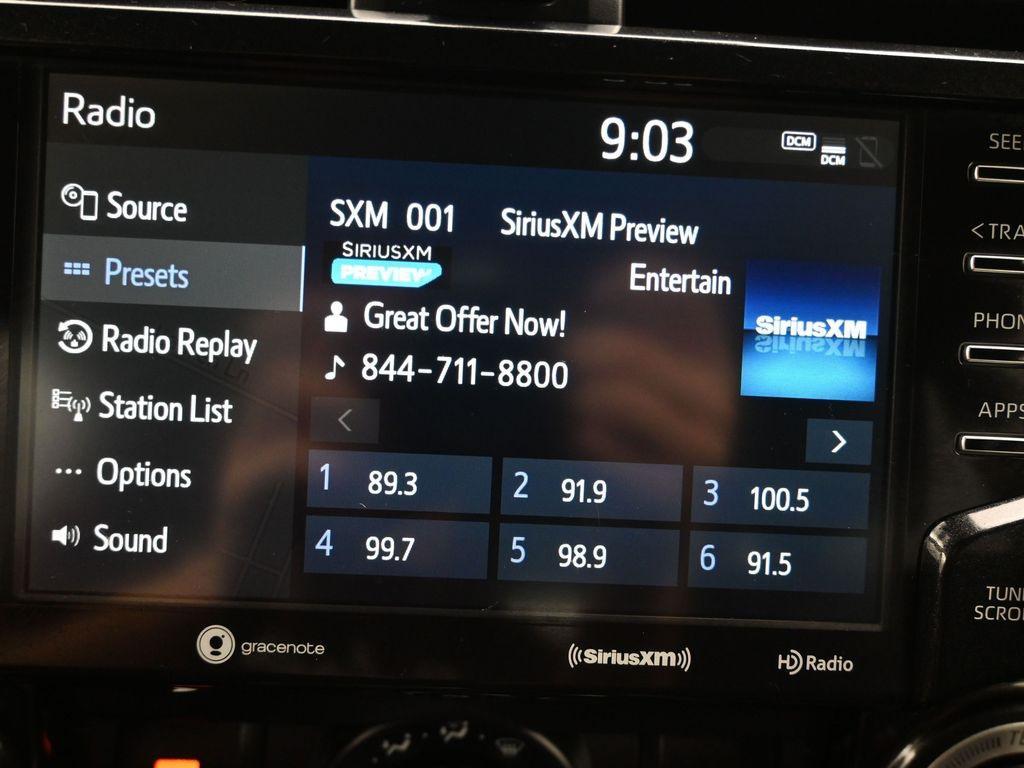 Radio
9:03
DCM
DCM
Source
Presets
Radio Replay
Station List
Options
Sound
SXM 001 SiriusXM Preview
SIRIUSXM
PREVIEW
Entertain
SiriusXM
Great Offer Now!
844-711-8800
<
>
1 89.3
2 91.9
3 100.5
4 99.7
5 98.9
6 91.5
gracenote
((SiriusXM))
HD Radio
SEE
< TRA
PHON
APPS
TUN
SCRO